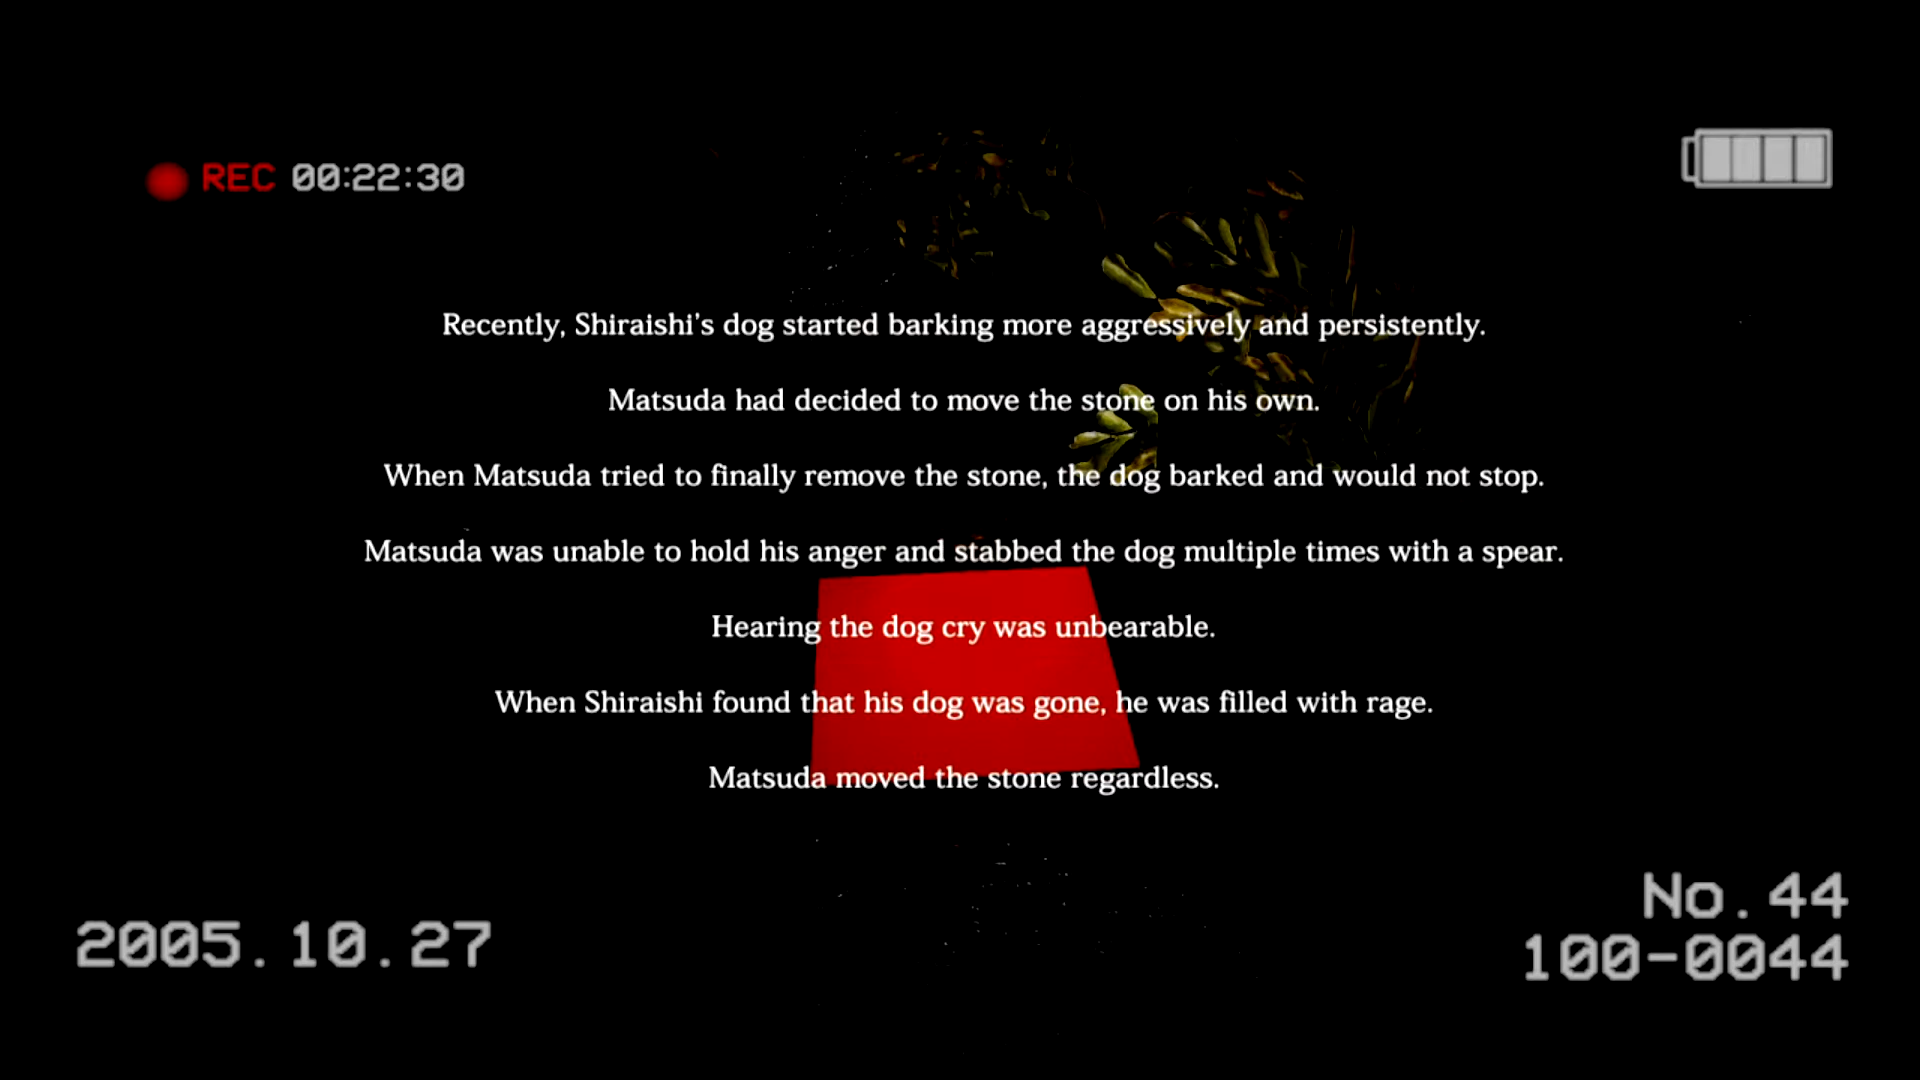 REC 00:22:30
Recently, Shiraishi's dog started barking more aggressively and persistently.
Matsuda had decided to move the stone on his own.
When Matsuda tried to finally remove the stone, the dog barked and would not stop.
Matsuda was unable to hold his anger and stabbed the dog multiple times with a spear.
Hearing the dog cry was unbearable.
When Shiraishi found that his dog was gone, he was filled with rage.
Matsuda moved the stone regardless.
No.44
2005.10.27
100-0044